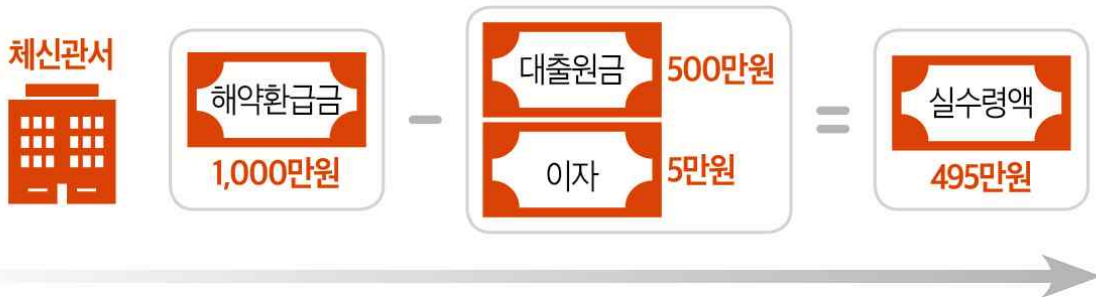 체신관서
해약환급금
1,000만원
대출원금 500만원
이자 5만원
실수령액
495만원